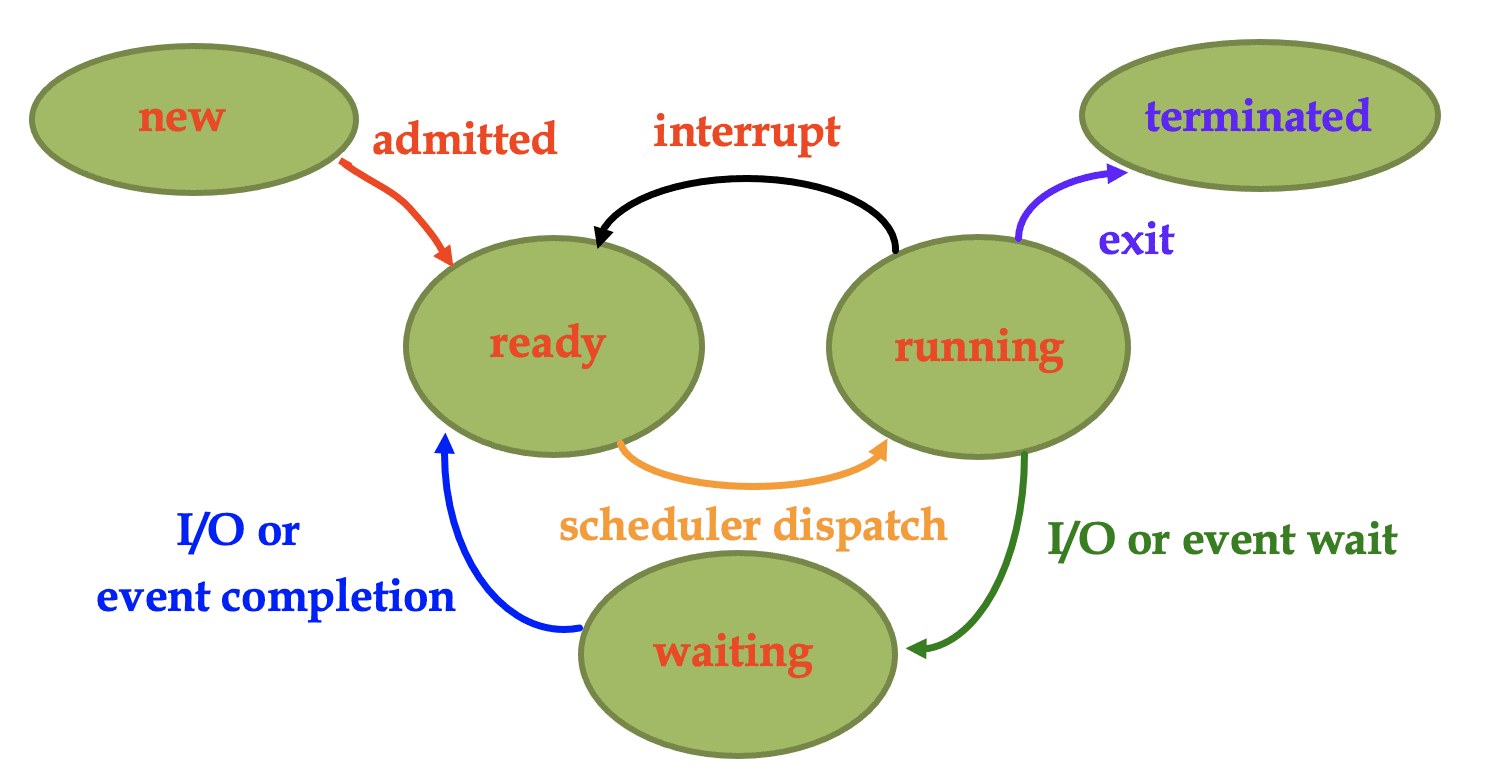 new
admitted
interrupt
terminated
exit
ready
running
scheduler dispatch
I/O or
event completion
I/O or event wait
waiting